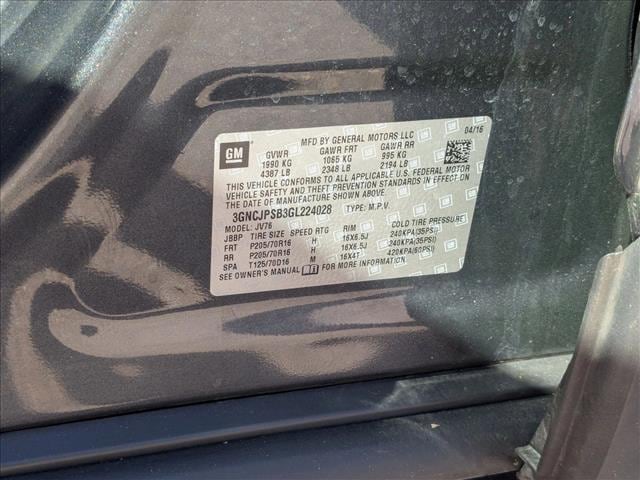 GM
MFD BY GENERAL MOTORS LLC 04/16
GVWR GAWR FRT GAWR RR
1990 KG 1065 KG 995 KG
4387 LB 2348 LB 2194 LB
THIS VEHICLE CONFORMS TO ALL APPLICABLE U.S. FEDERAL MOTOR
VEHICLE SAFETY AND THEFT PREVENTION STANDARDS IN EFFECT
ON THE DATE OF MANUFACTURE SHOWN ABOVE.
3GNCJPSB3GL224028 TYPE: M.P.V.
MODEL: JV76
JBBP TIRE SIZE SPEED RTG RIM COLD TIRE PRESSURE
FRT P205/70R16 H 16X6.5J 240KPA(35PSI)
RR P205/70R16 H 16X6.5J 240KPA(35PSI)
SPA T125/70D16 M 16X4T 420KPA(60PSI)
SEE OWNER'S MANUAL FOR MORE INFORMATION.